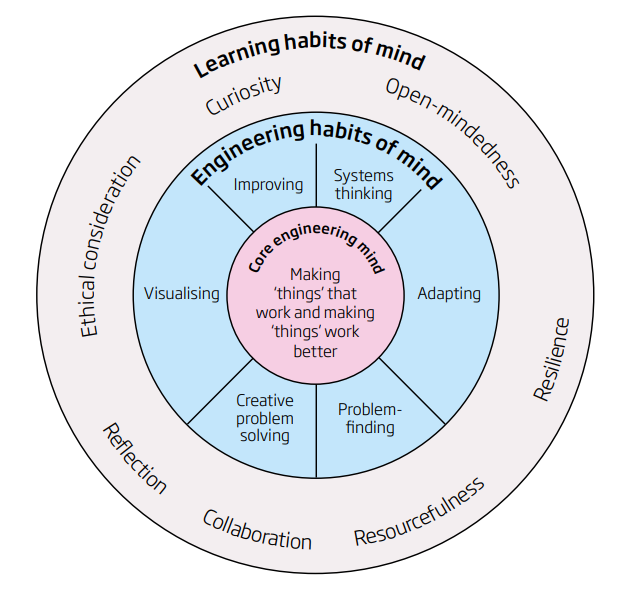 Learning habits of mind
Curiosity
Open-mindedness
Resilience
Resourcefulness
Collaboration
Reflection
Ethical consideration
Engineering habits of mind
Improving
Systems
thinking
Adapting
Problem-
finding
Creative
problem
solving
Visualising
Core engineering mind
Making
‘things’ that
work and making
‘things’ work
better